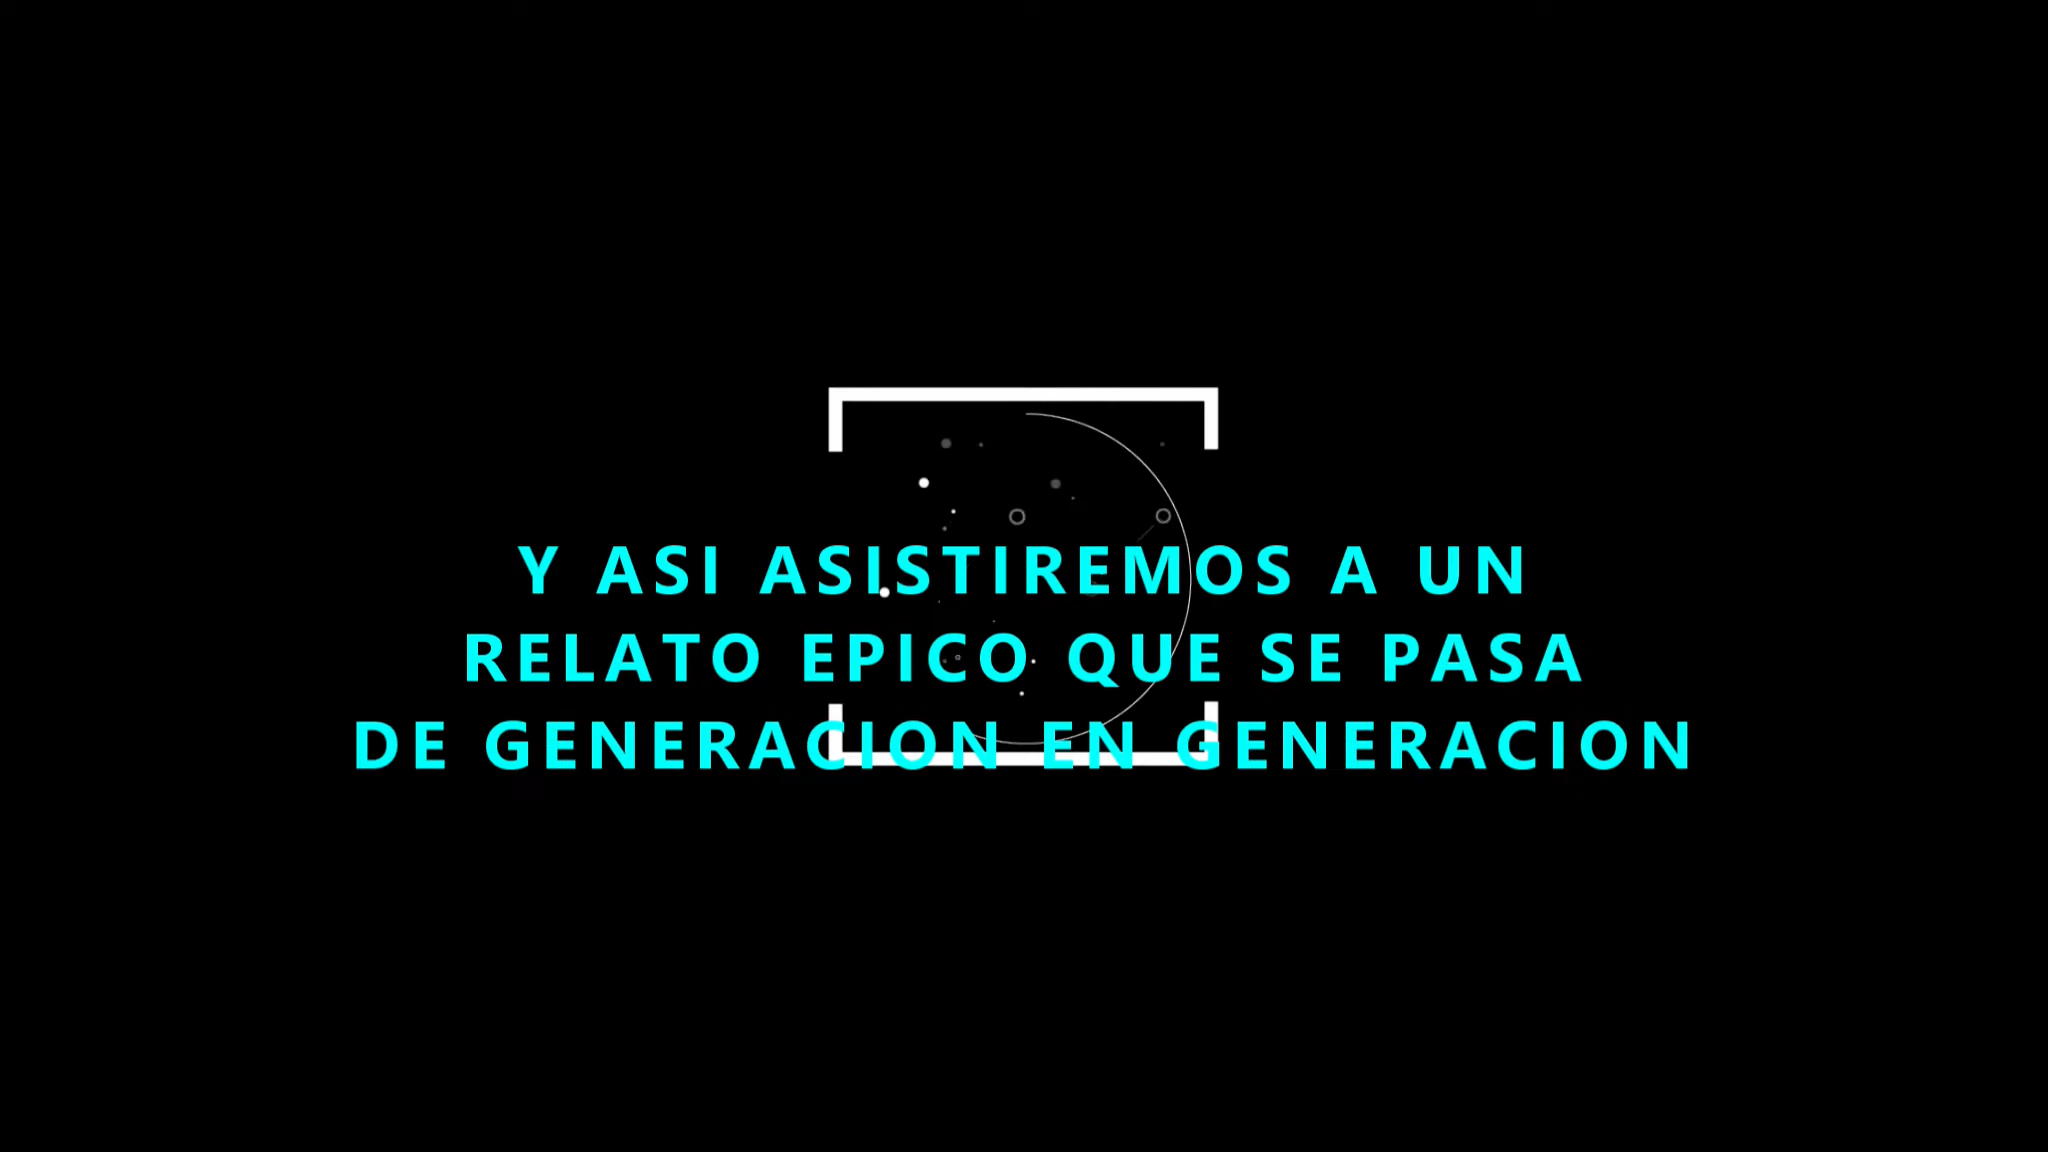 Y ASI ASISTIREMOS A UN
RELATO EPICO QUE SE PASA
DE GENERACION EN GENERACION